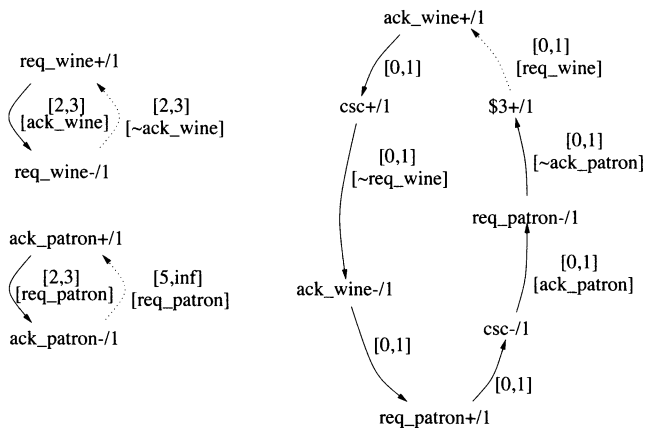 req_wine+/1
[2,3]
[ack_wine]
[2,3]
[~ack_wine]
req_wine-/1
ack_patron+/1
[2,3]
[req_patron]
[5,inf]
[req_patron]
ack_patron-/1
ack_wine+/1
[0,1]
[0,1]
[req_wine]
csc+/1
$3+/1
[0,1]
[~req_wine]
[0,1]
[~ack_patron]
req_patron-/1
ack_wine-/1
[0,1]
[ack_patron]
csc-/1
[0,1]
[0,1]
req_patron+/1